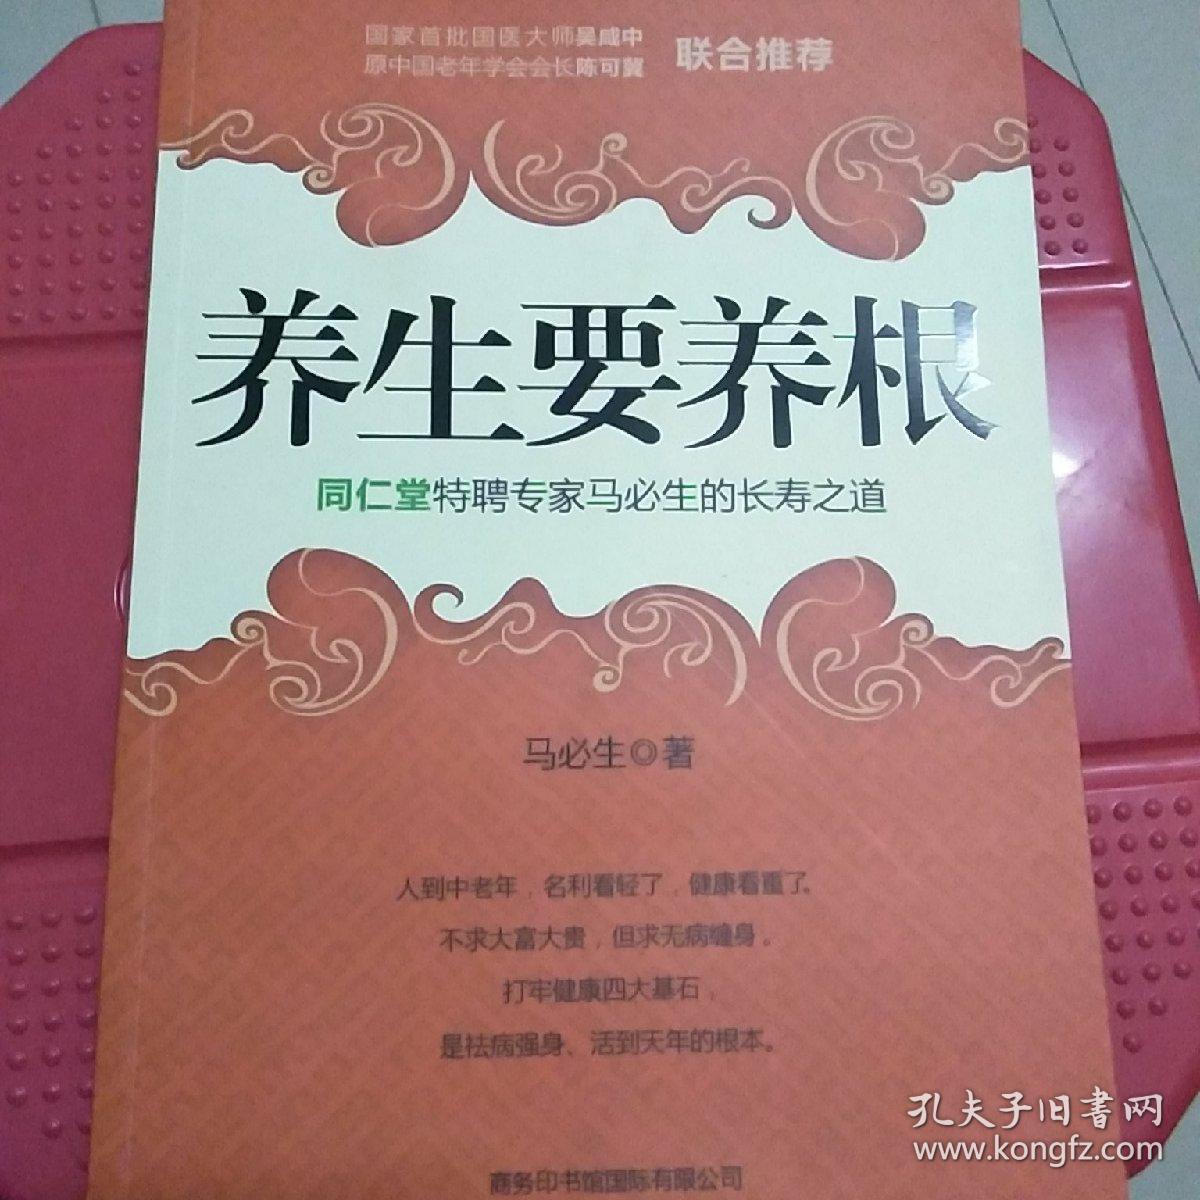 国家首批国医大师吴咸中
原中国老年学会会长陈可冀
联合推荐
养生要养根
同仁堂特聘专家马必生的长寿之道
马必生◎著
人到中老年，名利看轻了，健康看重了。
不求大富大贵，但求无病缠身。
打牢健康四大基石，
是祛病强身、活到天年的根本。
商务印书馆国际有限公司
孔夫子旧書网
www.kongfz.com